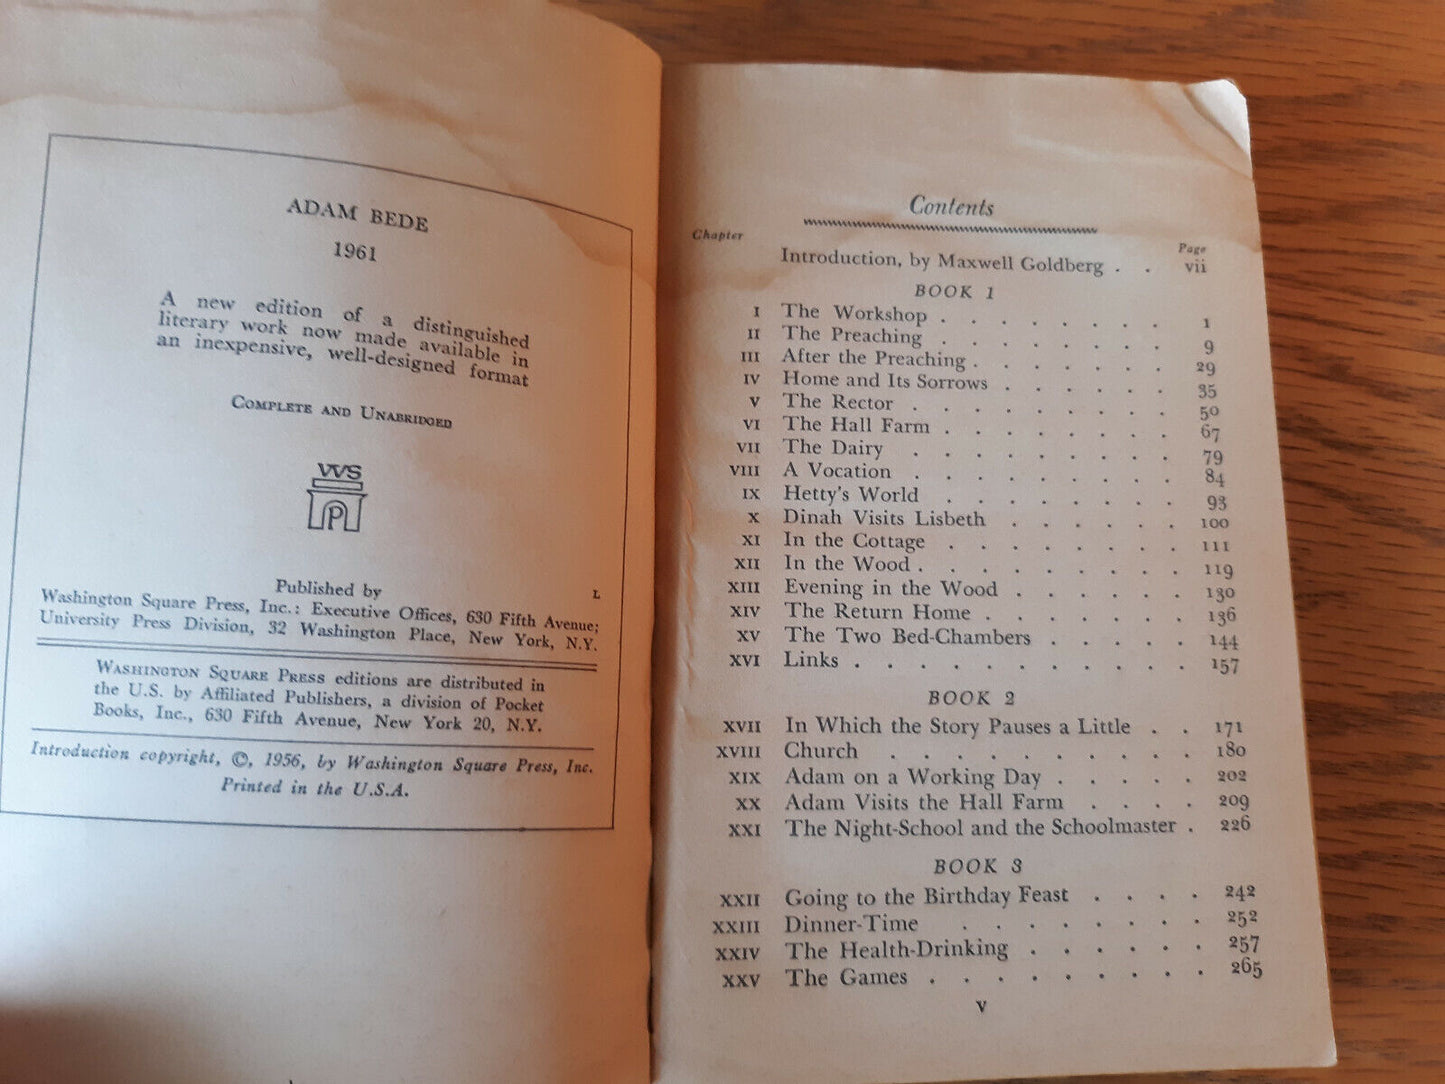 ADAM BEDE
1961
A new edition of a distinguished
literary work now made available in
an inexpensive, well-designed format
COMPLETE AND UNABRIDGED
WS
P
Published by
L
Washington Square Press, Inc.: Executive Offices, 630 Fifth Avenue;
University Press Division, 32 Washington Place, New York, N.Y.
WASHINGTON SQUARE PRESS editions are distributed in
the U.S. by Affiliated Publishers, a division of Pocket
Books, Inc., 630 Fifth Avenue, New York 20, N.Y.
Introduction copyright, ©, 1956, by Washington Square Press, Inc.
Printed in the U.S.A.
Contents
Chapter Page
Introduction, by Maxwell Goldberg . . vii
BOOK 1
I The Workshop . . . . . . . . 1
II The Preaching . . . . . . . . 9
III After the Preaching . . . . . . . 29
IV Home and Its Sorrows . . . . . . 35
V The Rector . . . . . . . . . 50
VI The Hall Farm . . . . . . . . 67
VII The Dairy . . . . . . . . . 79
VIII A Vocation . . . . . . . . . 84
IX Hetty's World . . . . . . . . 93
X Dinah Visits Lisbeth . . . . . . 100
XI In the Cottage . . . . . . . . 111
XII In the Wood . . . . . . . . . 119
XIII Evening in the Wood . . . . . . 130
XIV The Return Home . . . . . . . 136
XV The Two Bed-Chambers . . . . . 144
XVI Links . . . . . . . . . . . 157
BOOK 2
XVII In Which the Story Pauses a Little . . 171
XVIII Church . . . . . . . . . . 180
XIX Adam on a Working Day . . . . . 202
XX Adam Visits the Hall Farm . . . . 209
XXI The Night-School and the Schoolmaster . 226
BOOK 3
XXII Going to the Birthday Feast . . . . 242
XXIII Dinner-Time . . . . . . . . 252
XXIV The Health-Drinking . . . . . . 257
XXV The Games . . . . . . . . . 265
V